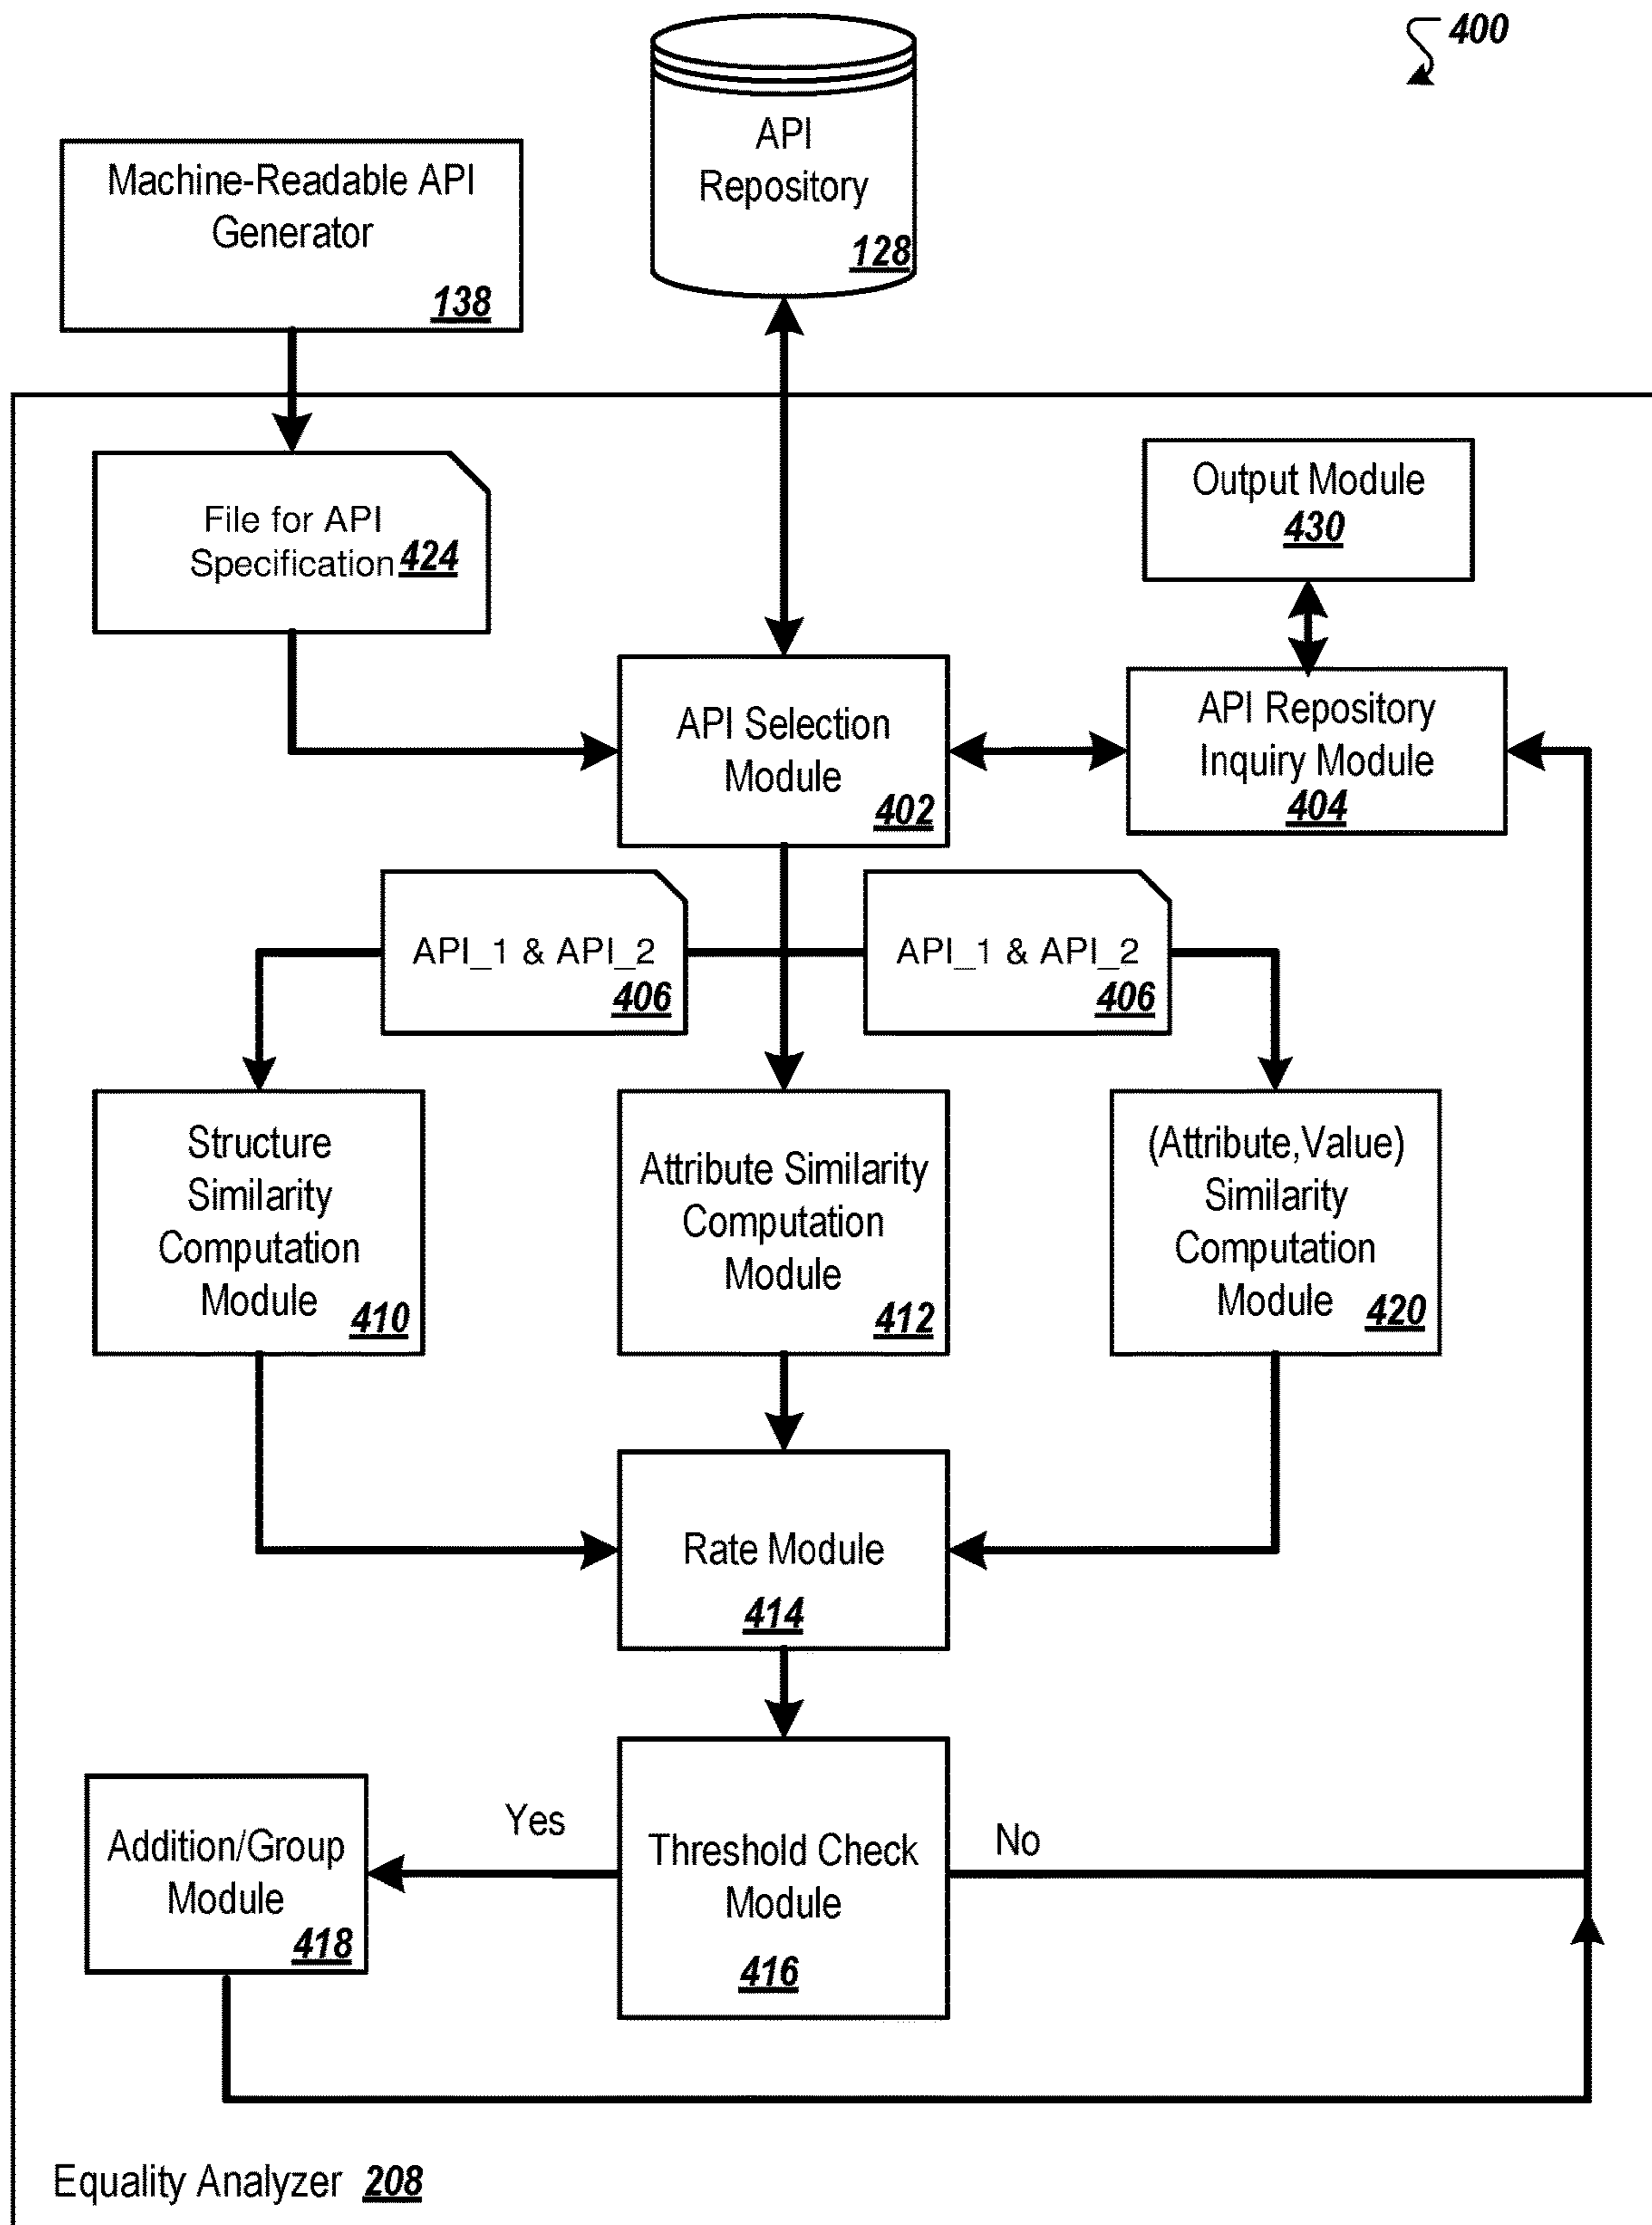 400
API
Repository
128
Machine-Readable API
Generator
138
File for API
Specification 424
Output Module
430
API Selection
Module
402
API Repository
Inquiry Module
404
API_1 & API_2
406
API_1 & API_2
406
Structure
Similarity
Computation
Module
410
Attribute Similarity
Computation
Module
412
(Attribute,Value)
Similarity
Computation
Module
420
Rate Module
414
Addition/Group
Module
418
Yes
Threshold Check
Module
416
No
Equality Analyzer 208